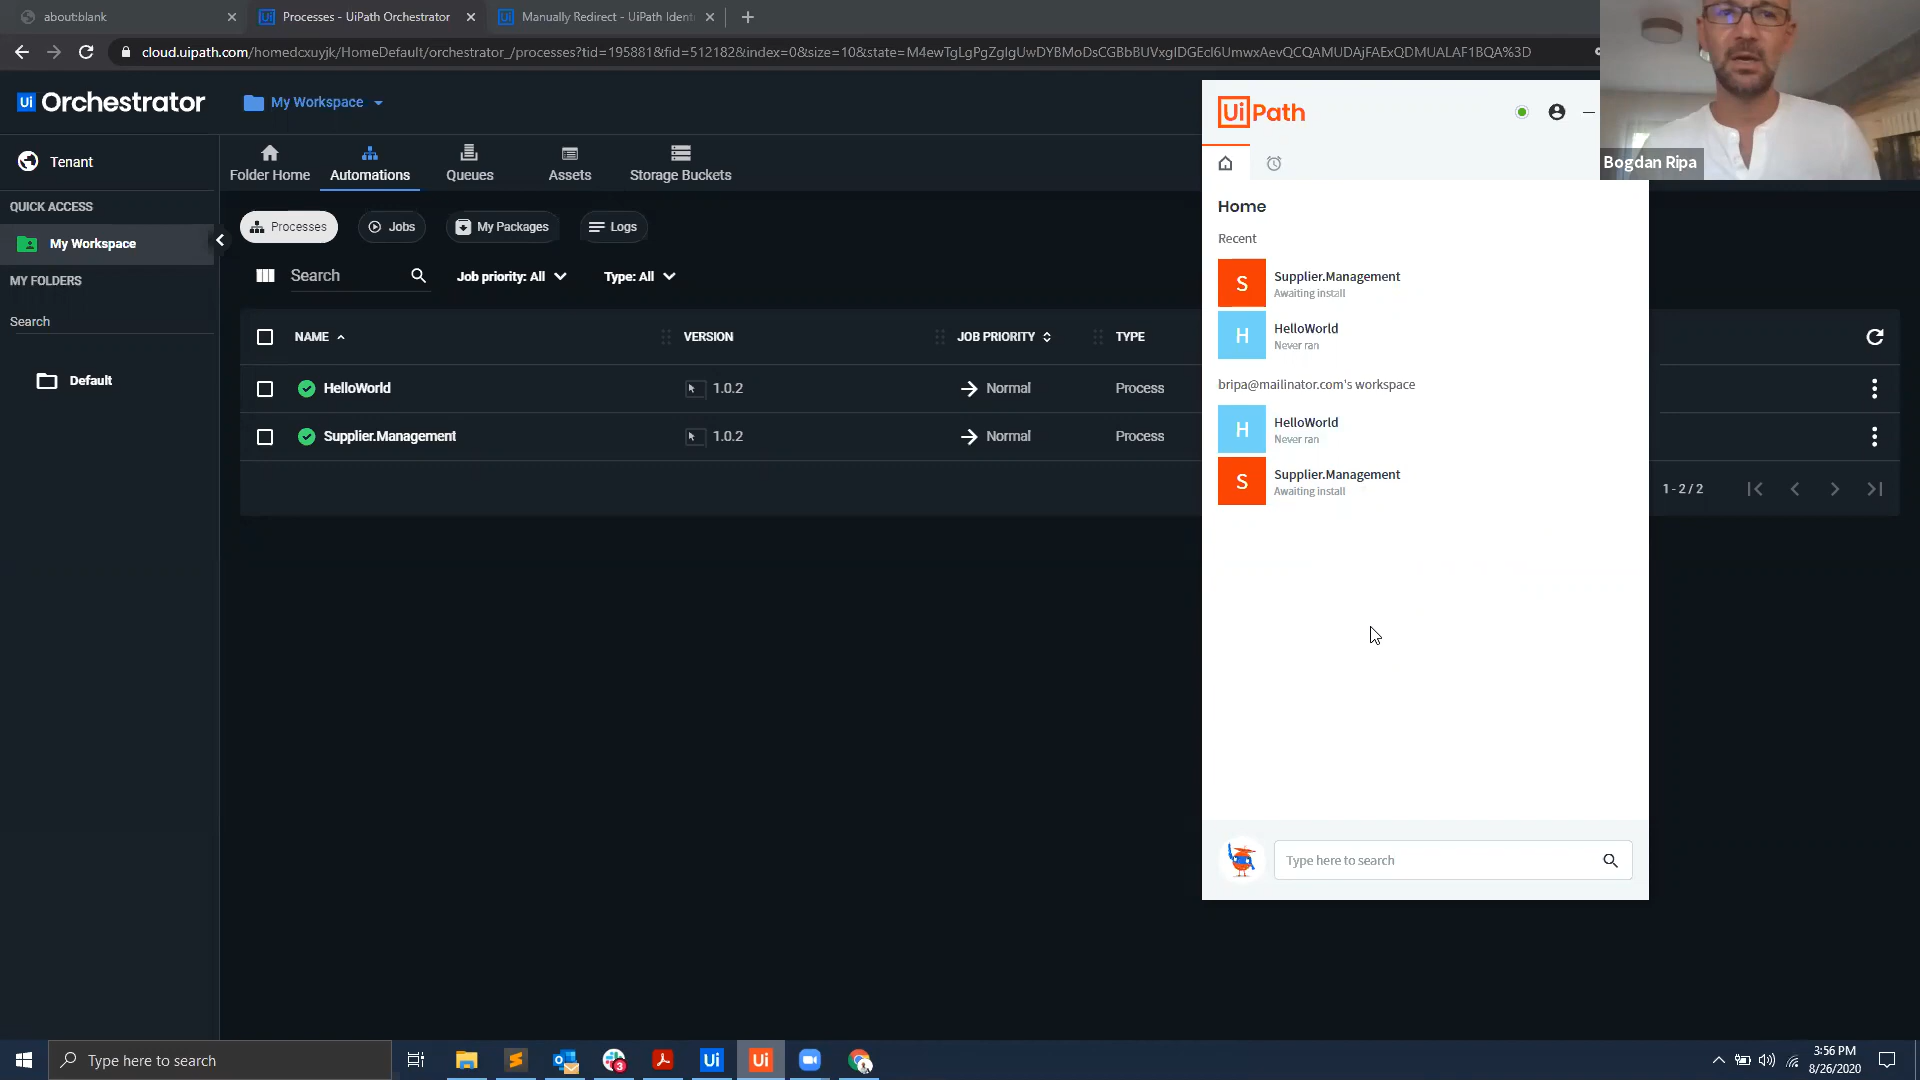 about:blank
Processes - UiPath Orchestrator
Manually Redirect - UiPath Ident
cloud.uipath.com/homedcxuyjk/HomeDefault/orchestrator_/processes?tid=195881&fid=512182&index=0&size=10&state=M4ewTgLgPgZglgUwDYBMoDsCGBbBUVxgIDGEcI6UmwxAevQCQAMUDAjFAExQDMUALAF1BQA%3D
Ui Orchestrator
My Workspace
UiPath
Bogdan Ripa
Tenant
Folder Home
Automations
Queues
Assets
Storage Buckets
QUICK ACCESS
My Workspace
MY FOLDERS
Search
Default
Processes
Jobs
My Packages
Logs
Search
Job priority: All
Type: All
NAME
VERSION
JOB PRIORITY
TYPE
HelloWorld
1.0.2
Normal
Process
Supplier.Management
1.0.2
Normal
Process
1 - 2 / 2
Home
Recent
S
Supplier.Management
Awaiting install
H
HelloWorld
Never ran
bripa@mailinator.com's workspace
H
HelloWorld
Never ran
S
Supplier.Management
Awaiting install
Type here to search
Type here to search
3
Ui
Ui
3:56 PM
8/26/2020